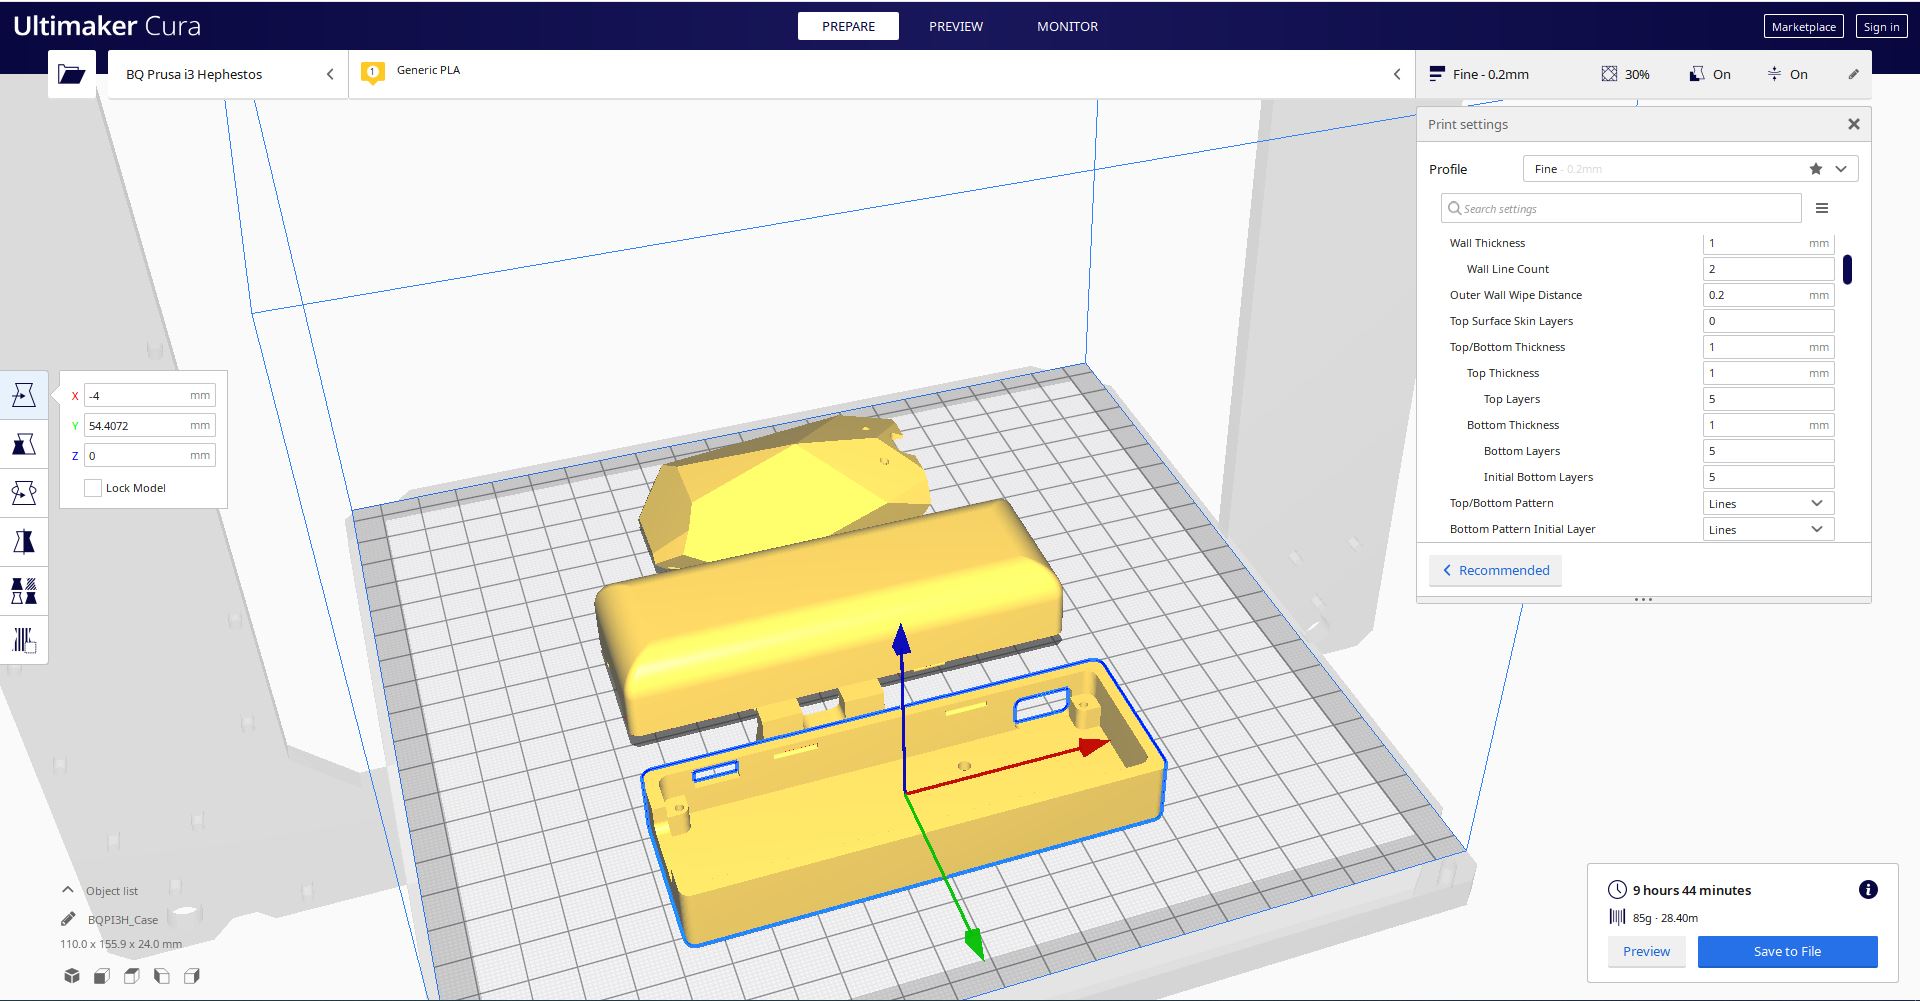 Ultimaker Cura
PREPARE
PREVIEW
MONITOR
Marketplace
Sign in
BQ Prusa i3 Hephestos
1
Generic PLA
Fine - 0.2mm
30%
On
On
Print settings
Profile
Fine - 0.2mm
Search settings
Wall Thickness 1 mm
Wall Line Count 2
Outer Wall Wipe Distance 0.2 mm
Top Surface Skin Layers 0
Top/Bottom Thickness 1 mm
Top Thickness 1 mm
Top Layers 5
Bottom Thickness 1 mm
Bottom Layers 5
Initial Bottom Layers 5
Top/Bottom Pattern Lines
Bottom Pattern Initial Layer Lines
Recommended
X -4 mm
Y 54.4072 mm
Z 0 mm
Lock Model
Object list
BQPI3H_Case
110.0 x 155.9 x 24.0 mm
9 hours 44 minutes
85g · 28.40m
Preview
Save to File